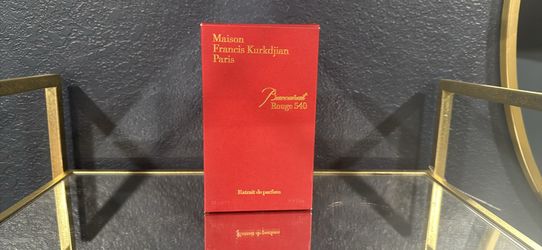 Maison
Francis Kurkdjian
Paris
Baccarat
Rouge 540
Extrait de parfum